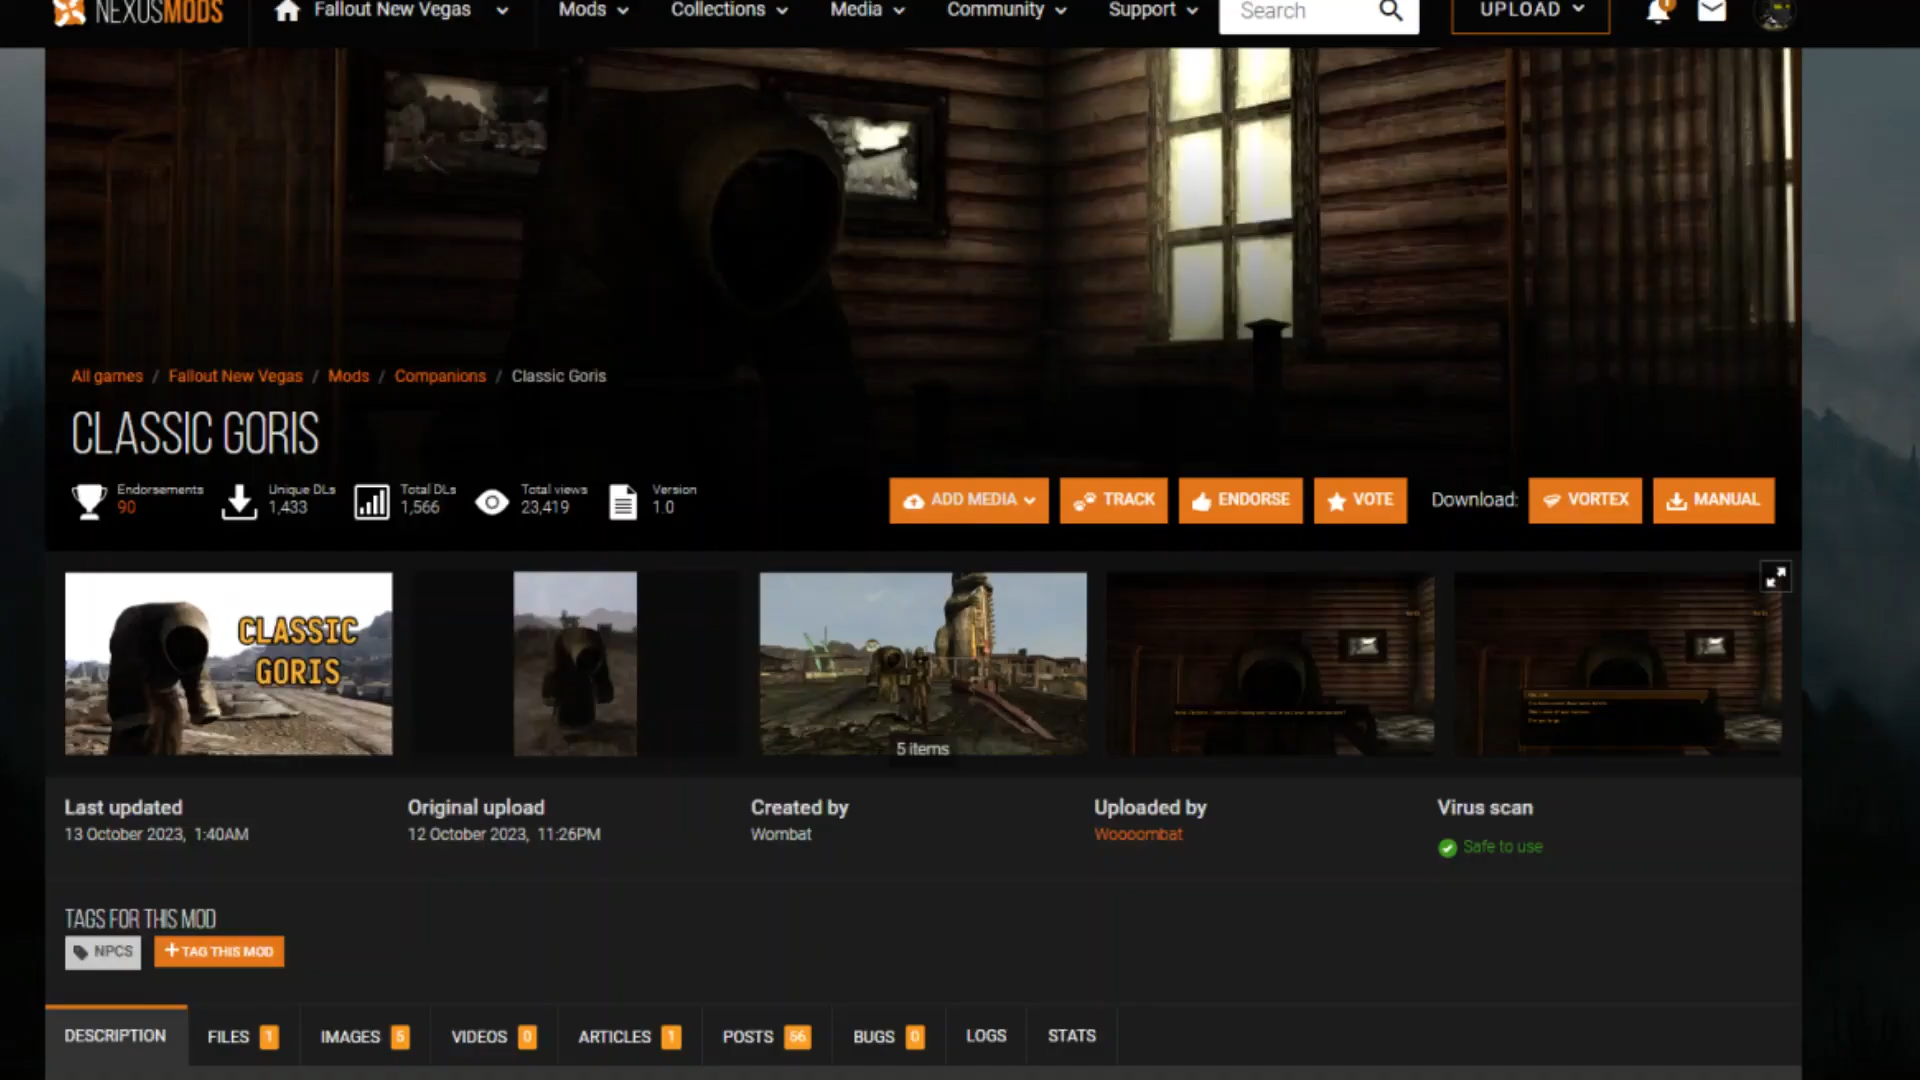 NEXUSMODS
Fallout New Vegas
Mods
Collections
Media
Community
Support
Search
UPLOAD
All games / Fallout New Vegas / Mods / Companions / Classic Goris
CLASSIC GORIS
Endorsements
90
Unique DLs
1,433
Total DLs
1,566
Total views
23,419
Version
1.0
ADD MEDIA
TRACK
ENDORSE
VOTE
Download:
VORTEX
MANUAL
CLASSIC
GORIS
5 items
Last updated
13 October 2023, 1:40AM
Original upload
12 October 2023, 11:26PM
Created by
Wombat
Uploaded by
Woooombat
Virus scan
Safe to use
TAGS FOR THIS MOD
NPCS
+ TAG THIS MOD
DESCRIPTION
FILES 1
IMAGES 5
VIDEOS 0
ARTICLES 1
POSTS 56
BUGS 0
LOGS
STATS